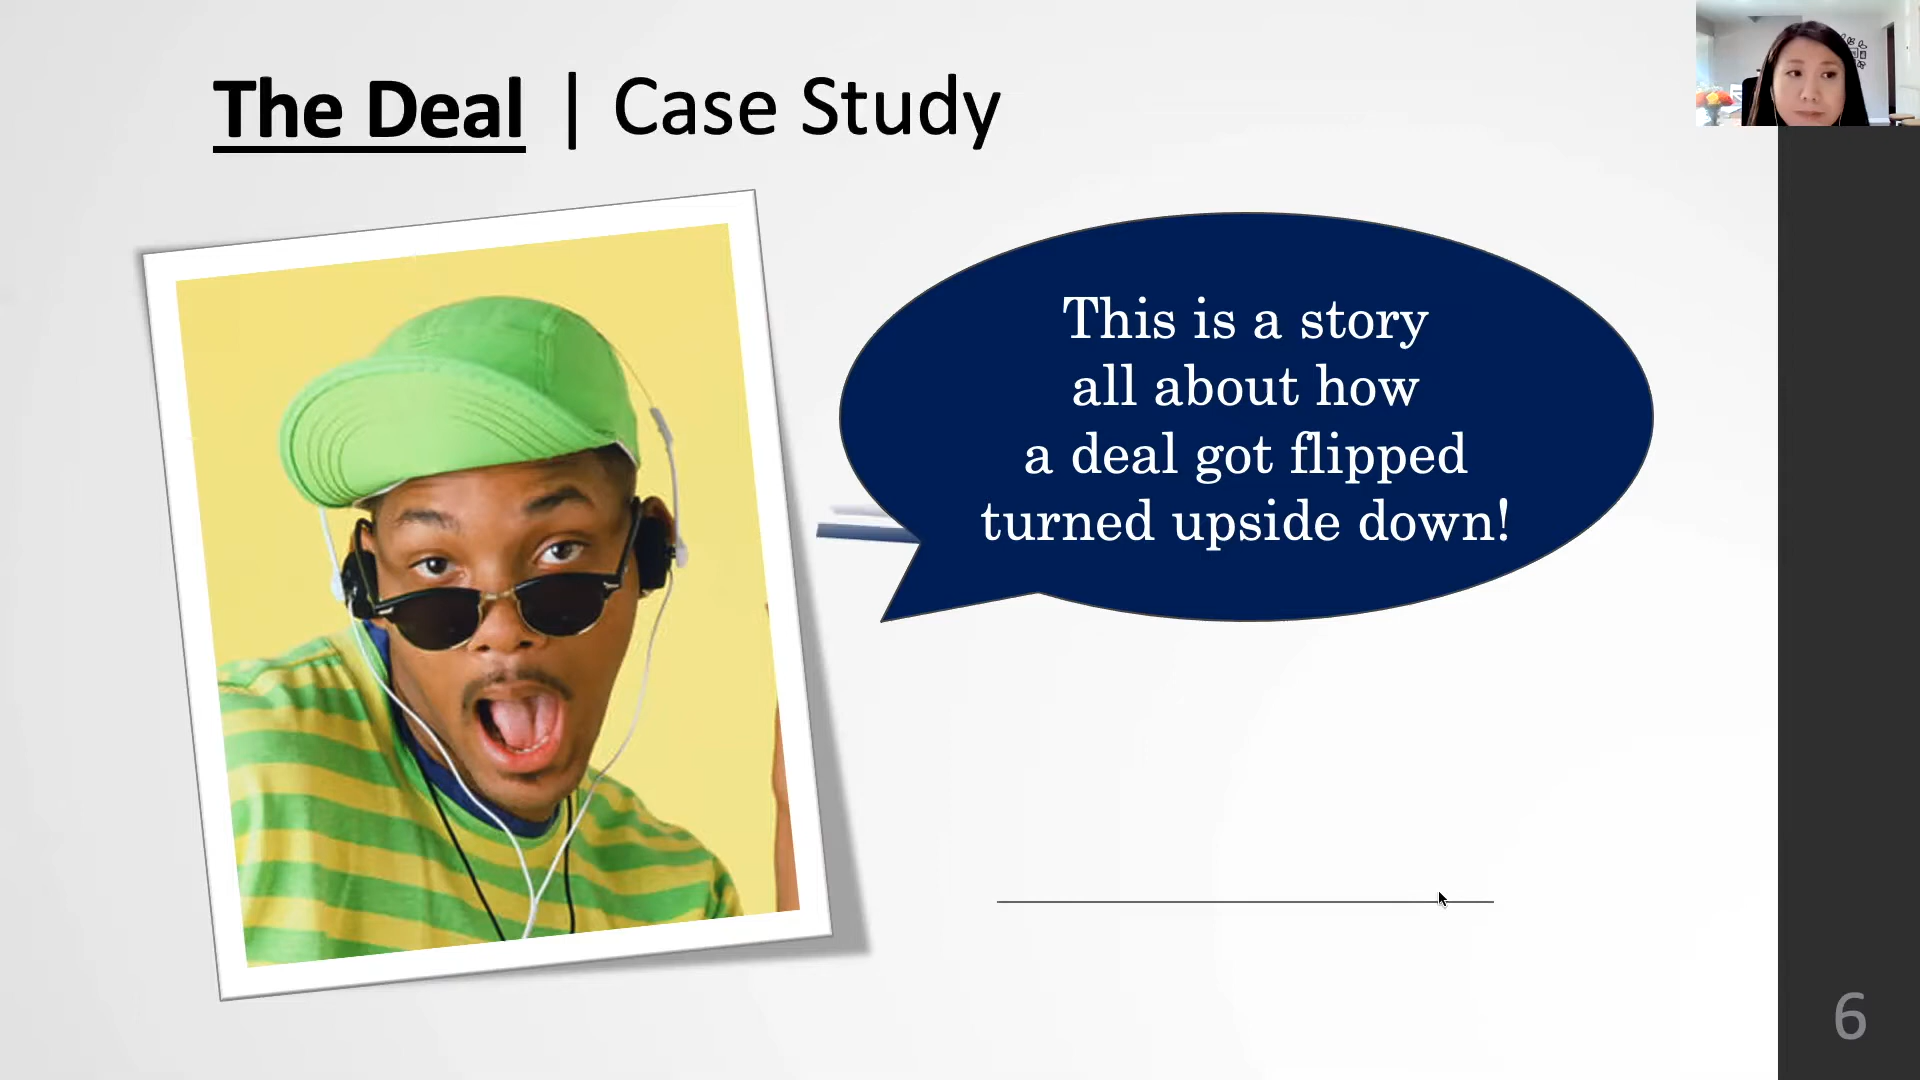 The Deal | Case Study
This is a story
all about how
a deal got flipped
turned upside down!
6